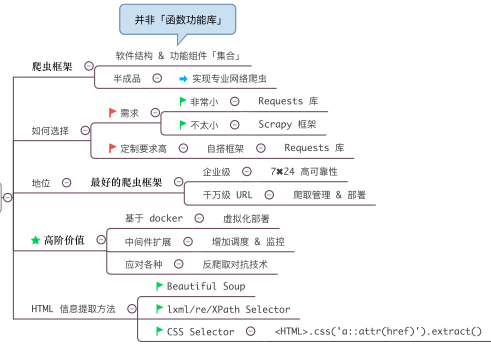 并非「函数功能库」
爬虫框架
软件结构 & 功能组件「集合」
半成品
实现专业网络爬虫
如何选择
需求
非常小
Requests 库
不太小
Scrapy 框架
定制要求高
自搭框架
Requests 库
地位
最好的爬虫框架
企业级
7✖24 高可靠性
千万级 URL
爬取管理 & 部署
高阶价值
基于 docker
虚拟化部署
中间件扩展
增加调度 & 监控
应对各种
反爬取对抗技术
HTML 信息提取方法
Beautiful Soup
lxml/re/XPath Selector
CSS Selector
<HTML>.css('a::attr(href)').extract()